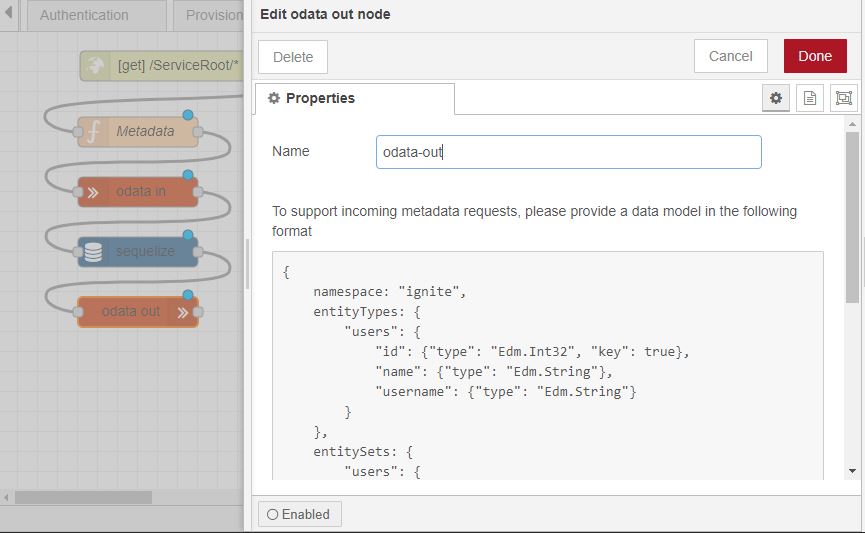 Authentication
Provision
[get] /ServiceRoot/*
Metadata
odata in
sequelize
odata out
Edit odata out node
Delete
Cancel
Done
Properties
Name
odata-out
To support incoming metadata requests, please provide a data model in the following
format
{
    namespace: "ignite",
    entityTypes: {
        "users": {
            "id": {"type": "Edm.Int32", "key": true},
            "name": {"type": "Edm.String"},
            "username": {"type": "Edm.String"}
        }
    },
    entitySets: {
        "users": {
Enabled